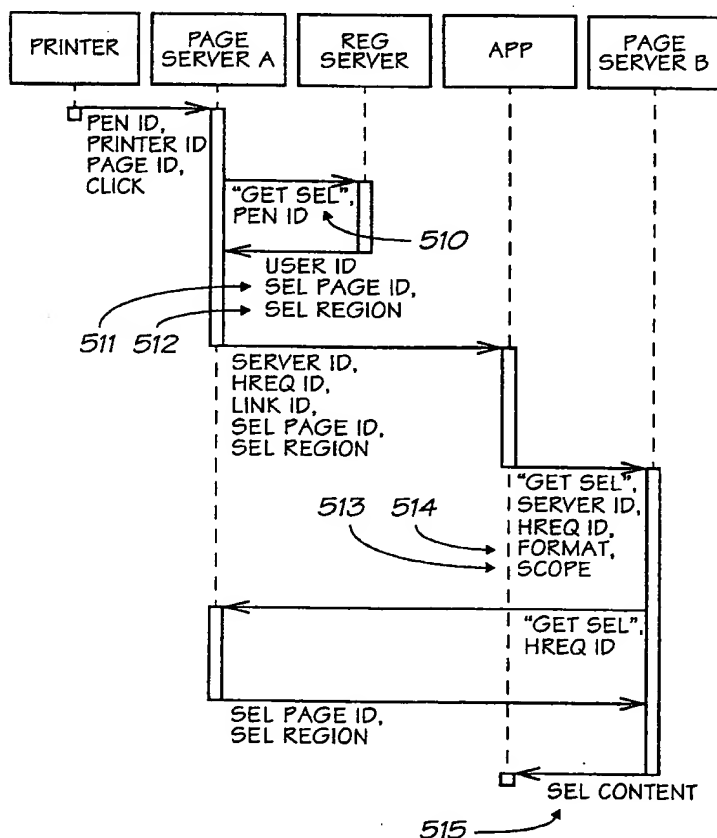 PRINTER
PAGE
SERVER A
REG
SERVER
APP
PAGE
SERVER B
PEN ID,
PRINTER ID
PAGE ID,
CLICK
"GET SEL",
PEN ID
510
USER ID
SEL PAGE ID,
SEL REGION
511 512
SERVER ID,
HREQ ID,
LINK ID,
SEL PAGE ID,
SEL REGION
"GET SEL",
SERVER ID,
HREQ ID,
FORMAT,
SCOPE
513 514
"GET SEL",
HREQ ID
SEL PAGE ID,
SEL REGION
SEL CONTENT
515